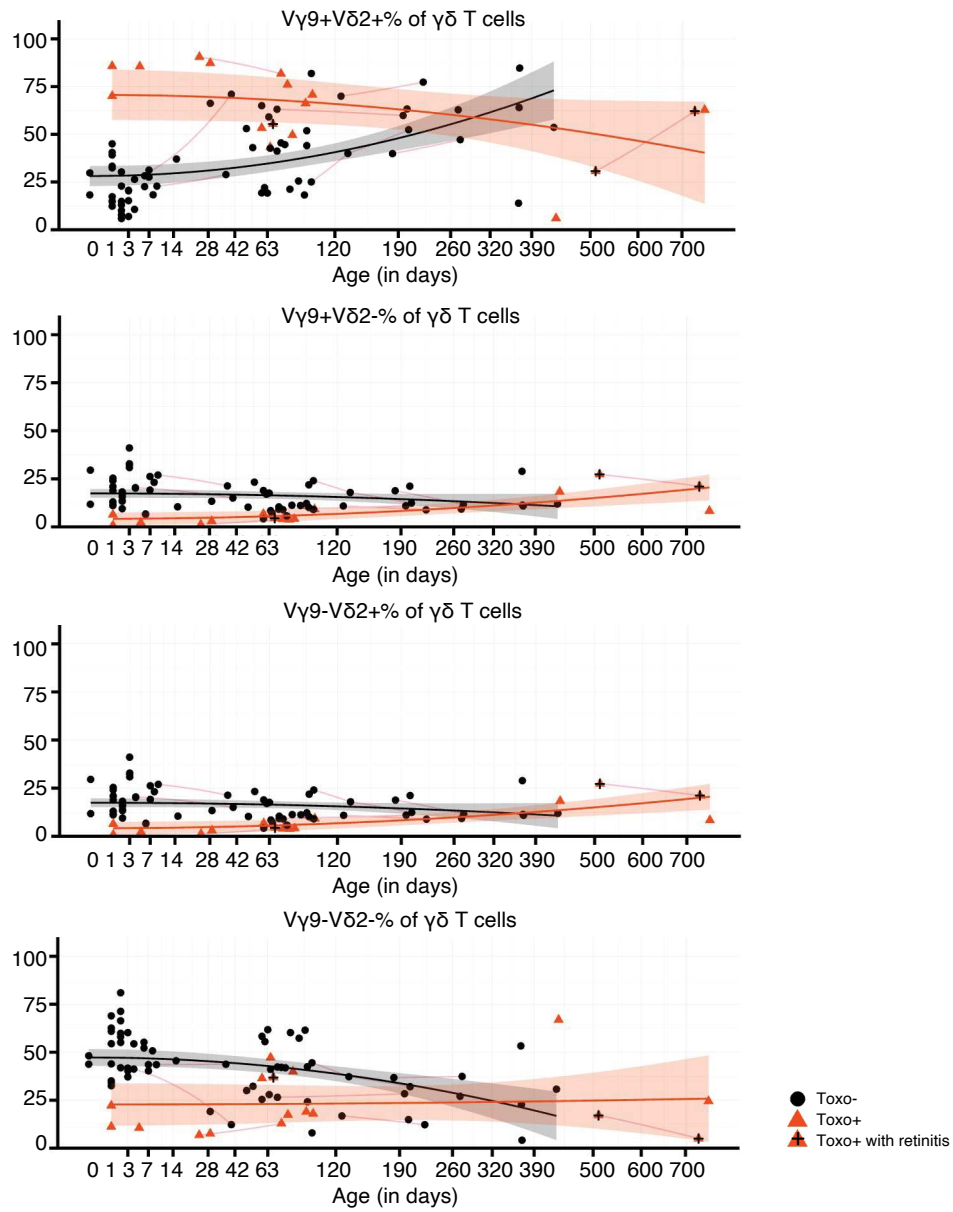 Vγ9+Vδ2+% of γδ T cells
100
75
50
25
0
0 1 3 7 14 28 42 63 120 190 260 320 390 500 600 700
Age (in days)
Vγ9+Vδ2-% of γδ T cells
100
75
50
25
0
0 1 3 7 14 28 42 63 120 190 260 320 390 500 600 700
Age (in days)
Vγ9-Vδ2+% of γδ T cells
100
75
50
25
0
0 1 3 7 14 28 42 63 120 190 260 320 390 500 600 700
Age (in days)
Vγ9-Vδ2-% of γδ T cells
100
75
50
25
0
0 1 3 7 14 28 42 63 120 190 260 320 390 500 600 700
Age (in days)
Toxo-
Toxo+
Toxo+ with retinitis